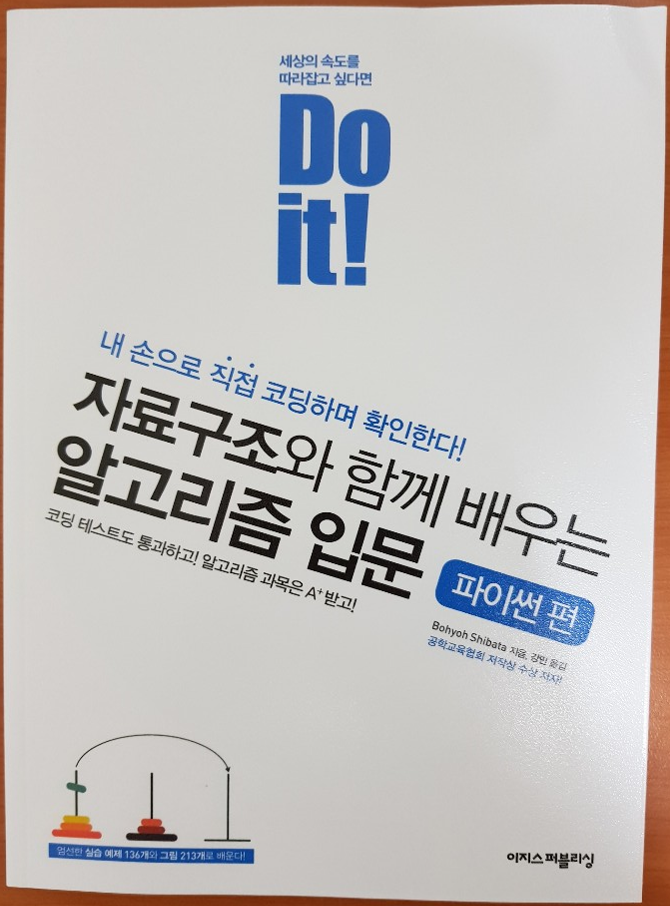 세상의 속도를
따라잡고 싶다면
Do
it!
내 손으로 직접 코딩하며 확인한다!
자료구조와 함께 배우는
알고리즘 입문
코딩 테스트도 통과하고! 알고리즘 과목은 A+ 받고!
파이썬 편
Bohyoh Shibata 지음, 강민 옮김
공학교육협회 저작상 수상 저자!
엄선한 실습 예제 136개와 그림 213개로 배운다!
이지스퍼블리싱